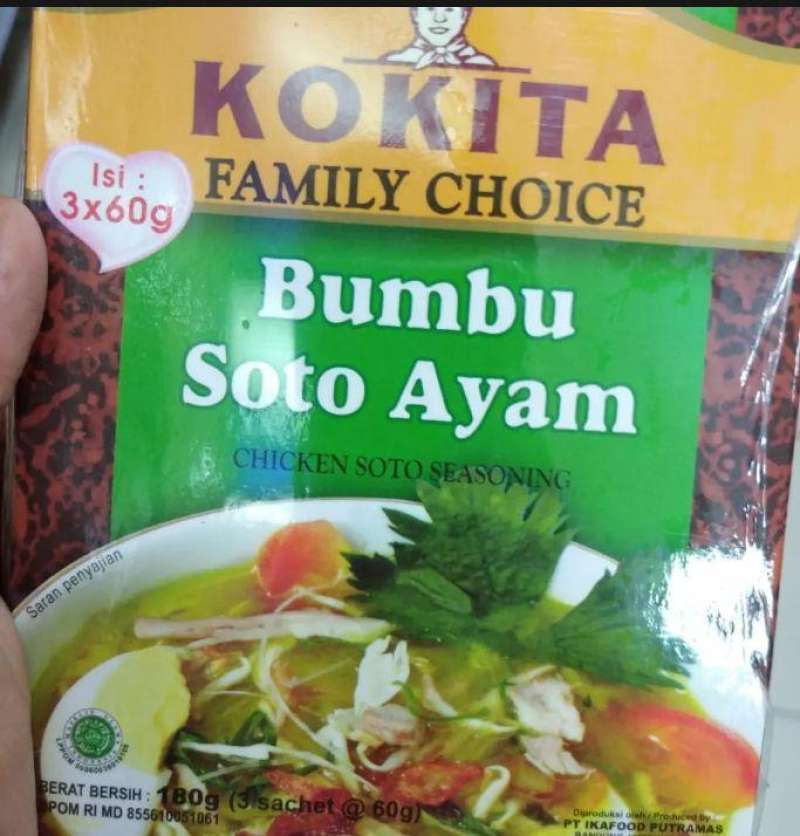 KOKITA
FAMILY CHOICE
Isi :
3x60g
Bumbu
Soto Ayam
CHICKEN SOTO SEASONING
Saran penyajian
BERAT BERSIH : 180g (3 sachet @ 60g)
BPOM RI MD 855610051061
Diproduksi oleh / Produced by
PT IKAFOOD PUTRAMAS